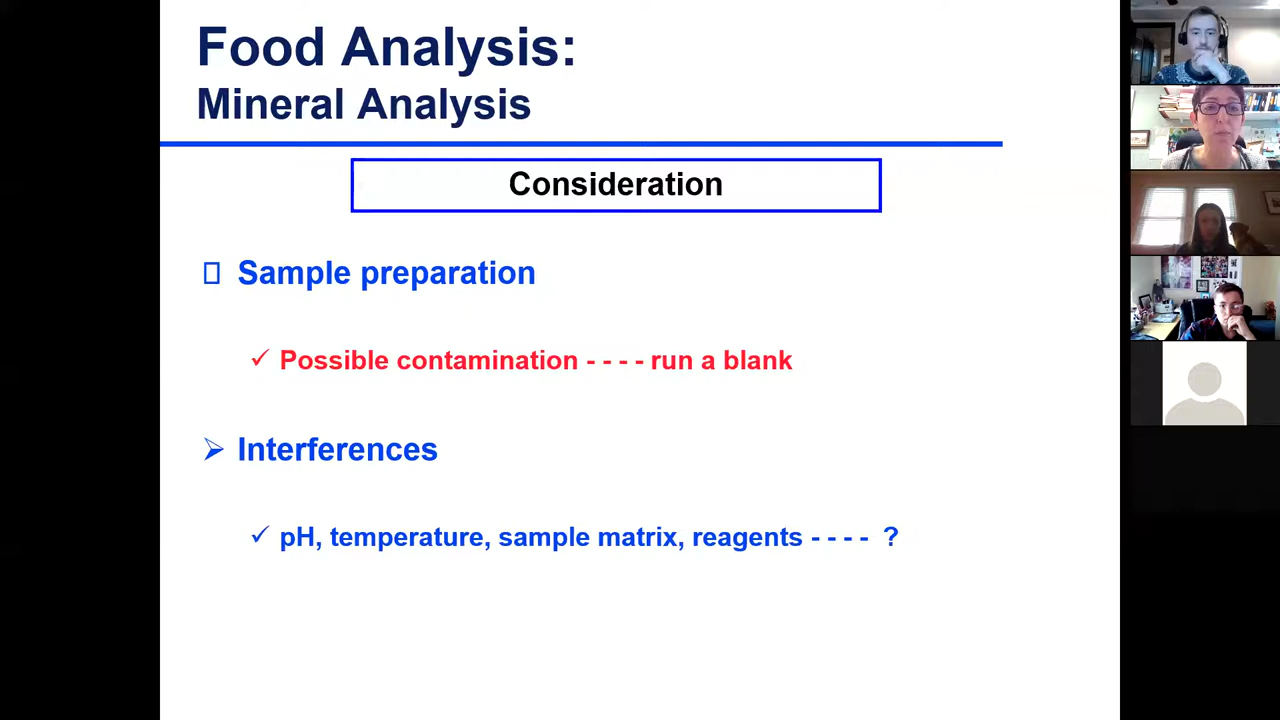 Food Analysis:
Mineral Analysis
Consideration
Sample preparation
✓ Possible contamination - - - - run a blank
➢ Interferences
✓ pH, temperature, sample matrix, reagents - - - - ?